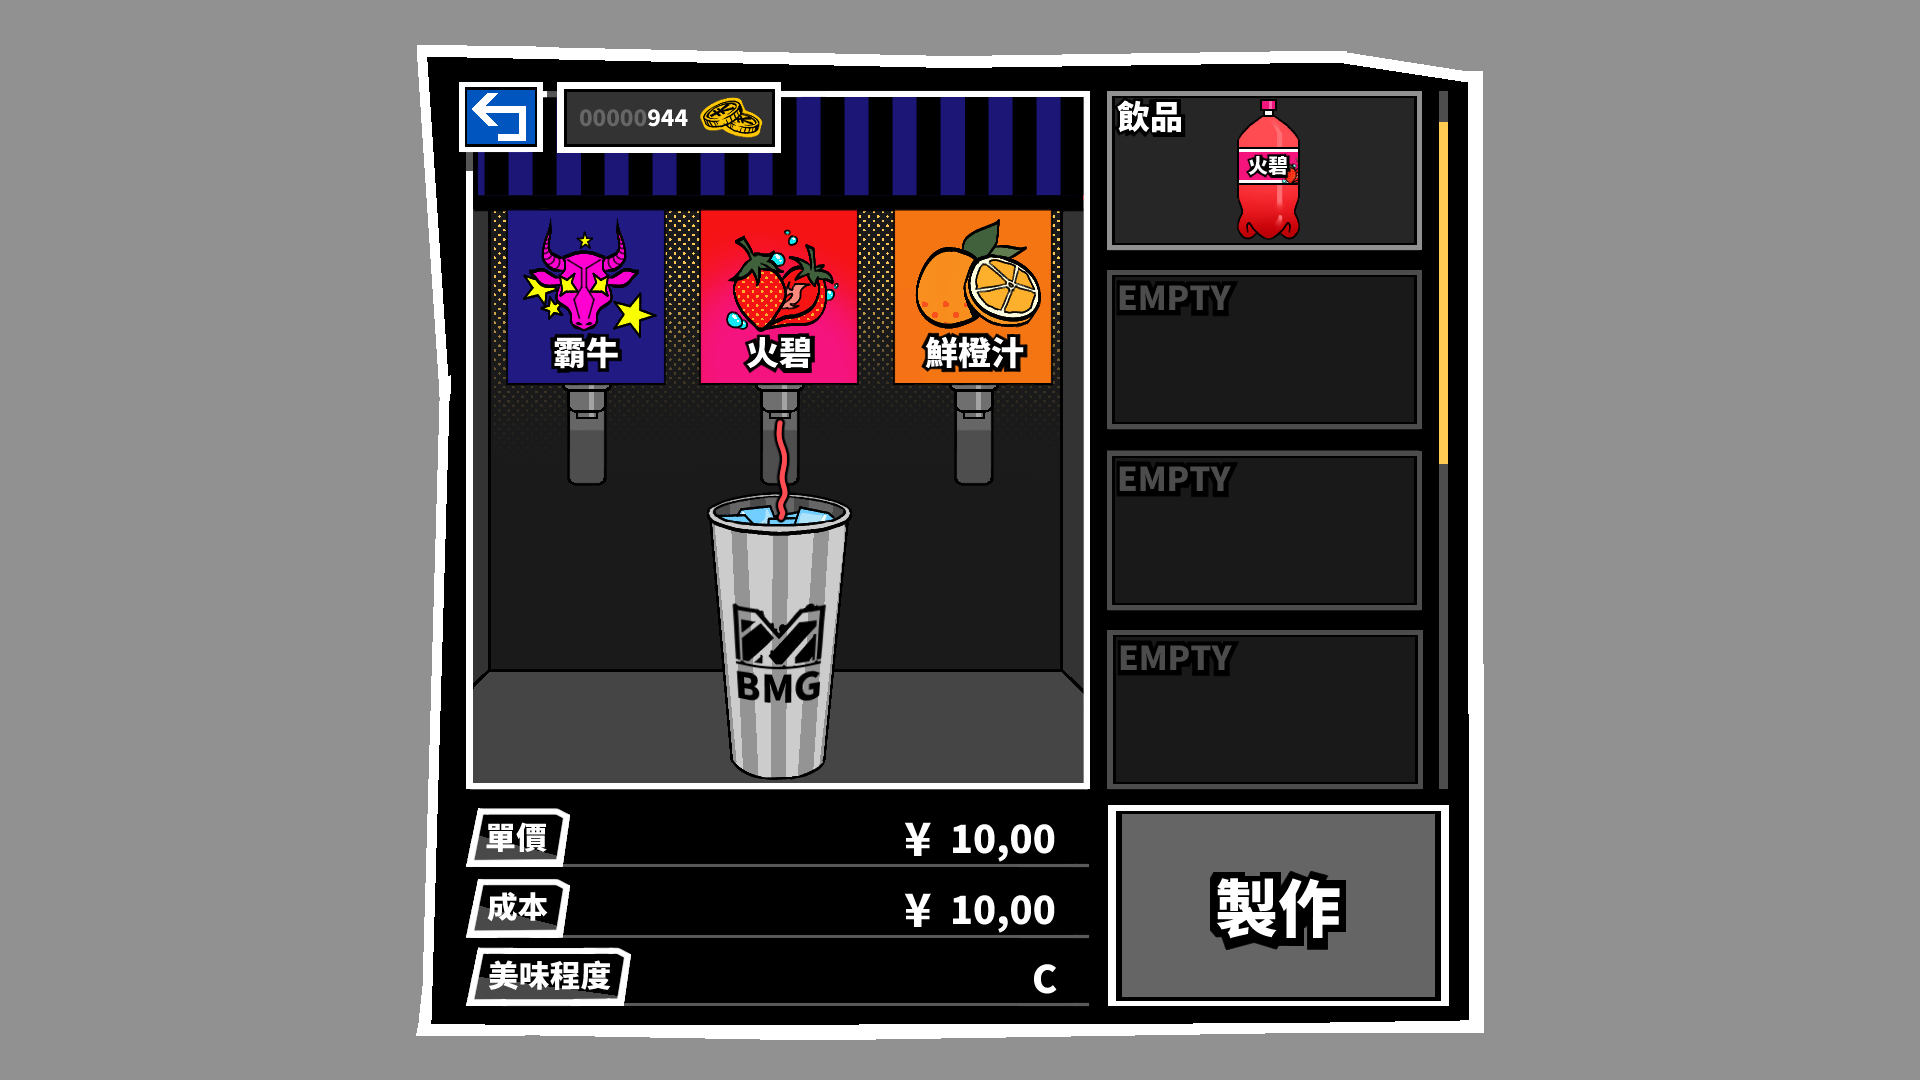 00000944
飲品
火碧
霸牛
火碧
鮮橙汁
EMPTY
EMPTY
EMPTY
BMG
單價
¥ 10,00
成本
¥ 10,00
美味程度
C
製作